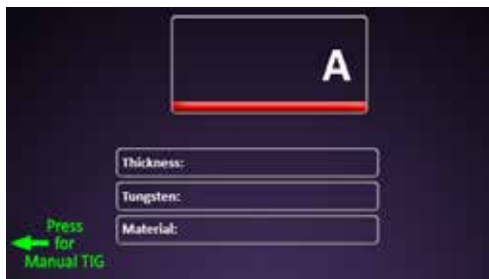 A
Thickness:
Tungsten:
Material:
Press
for
Manual TIG